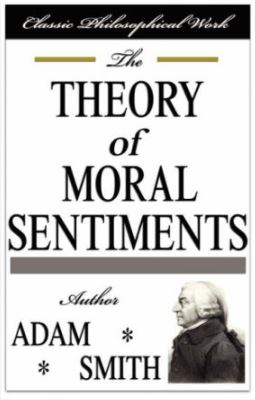 Classic Philosophical Work
The
THEORY
of
MORAL
SENTIMENTS
Author
ADAM *
* SMITH